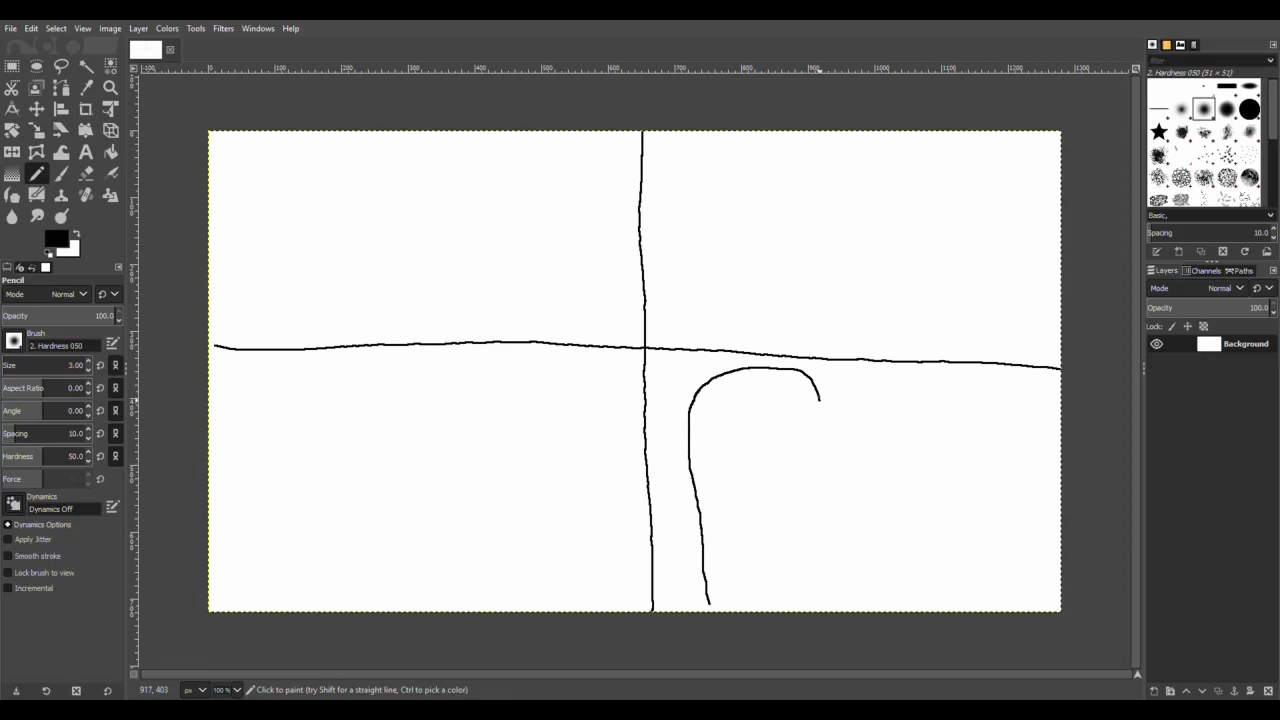 File Edit Select View Image Layer Colors Tools Filters Windows Help
filter
2. Hardness 050 (51 × 51)
Basic,
Spacing 10.0
Pencil
Mode Normal
Opacity 100.0
Brush
2. Hardness 050
Size 3.00
Aspect Ratio 0.00
Angle 0.00
Spacing 10.0
Hardness 50.0
Force
Dynamics
Dynamics Off
Dynamics Options
Apply Jitter
Smooth stroke
Lock brush to view
Incremental
Layers Channels Paths
Mode Normal
Opacity 100.0
Lock:
Background
917, 403 px 100 % Click to paint (try Shift for a straight line, Ctrl to pick a color)